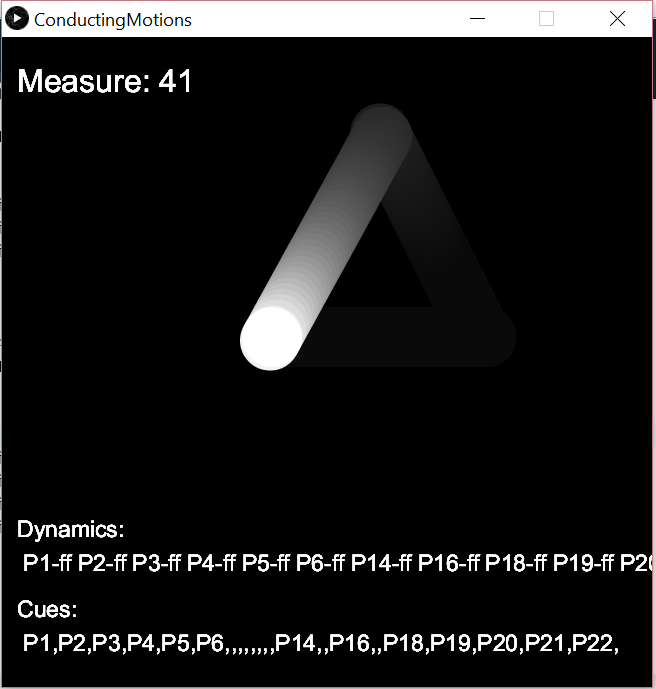 ConductingMotions
Measure: 41
Dynamics:
P1-ff P2-ff P3-ff P4-ff P5-ff P6-ff P14-ff P16-ff P18-ff P19-ff P20
Cues:
P1,P2,P3,P4,P5,P6,,,,,,,,P14,,P16,,P18,P19,P20,P21,P22,